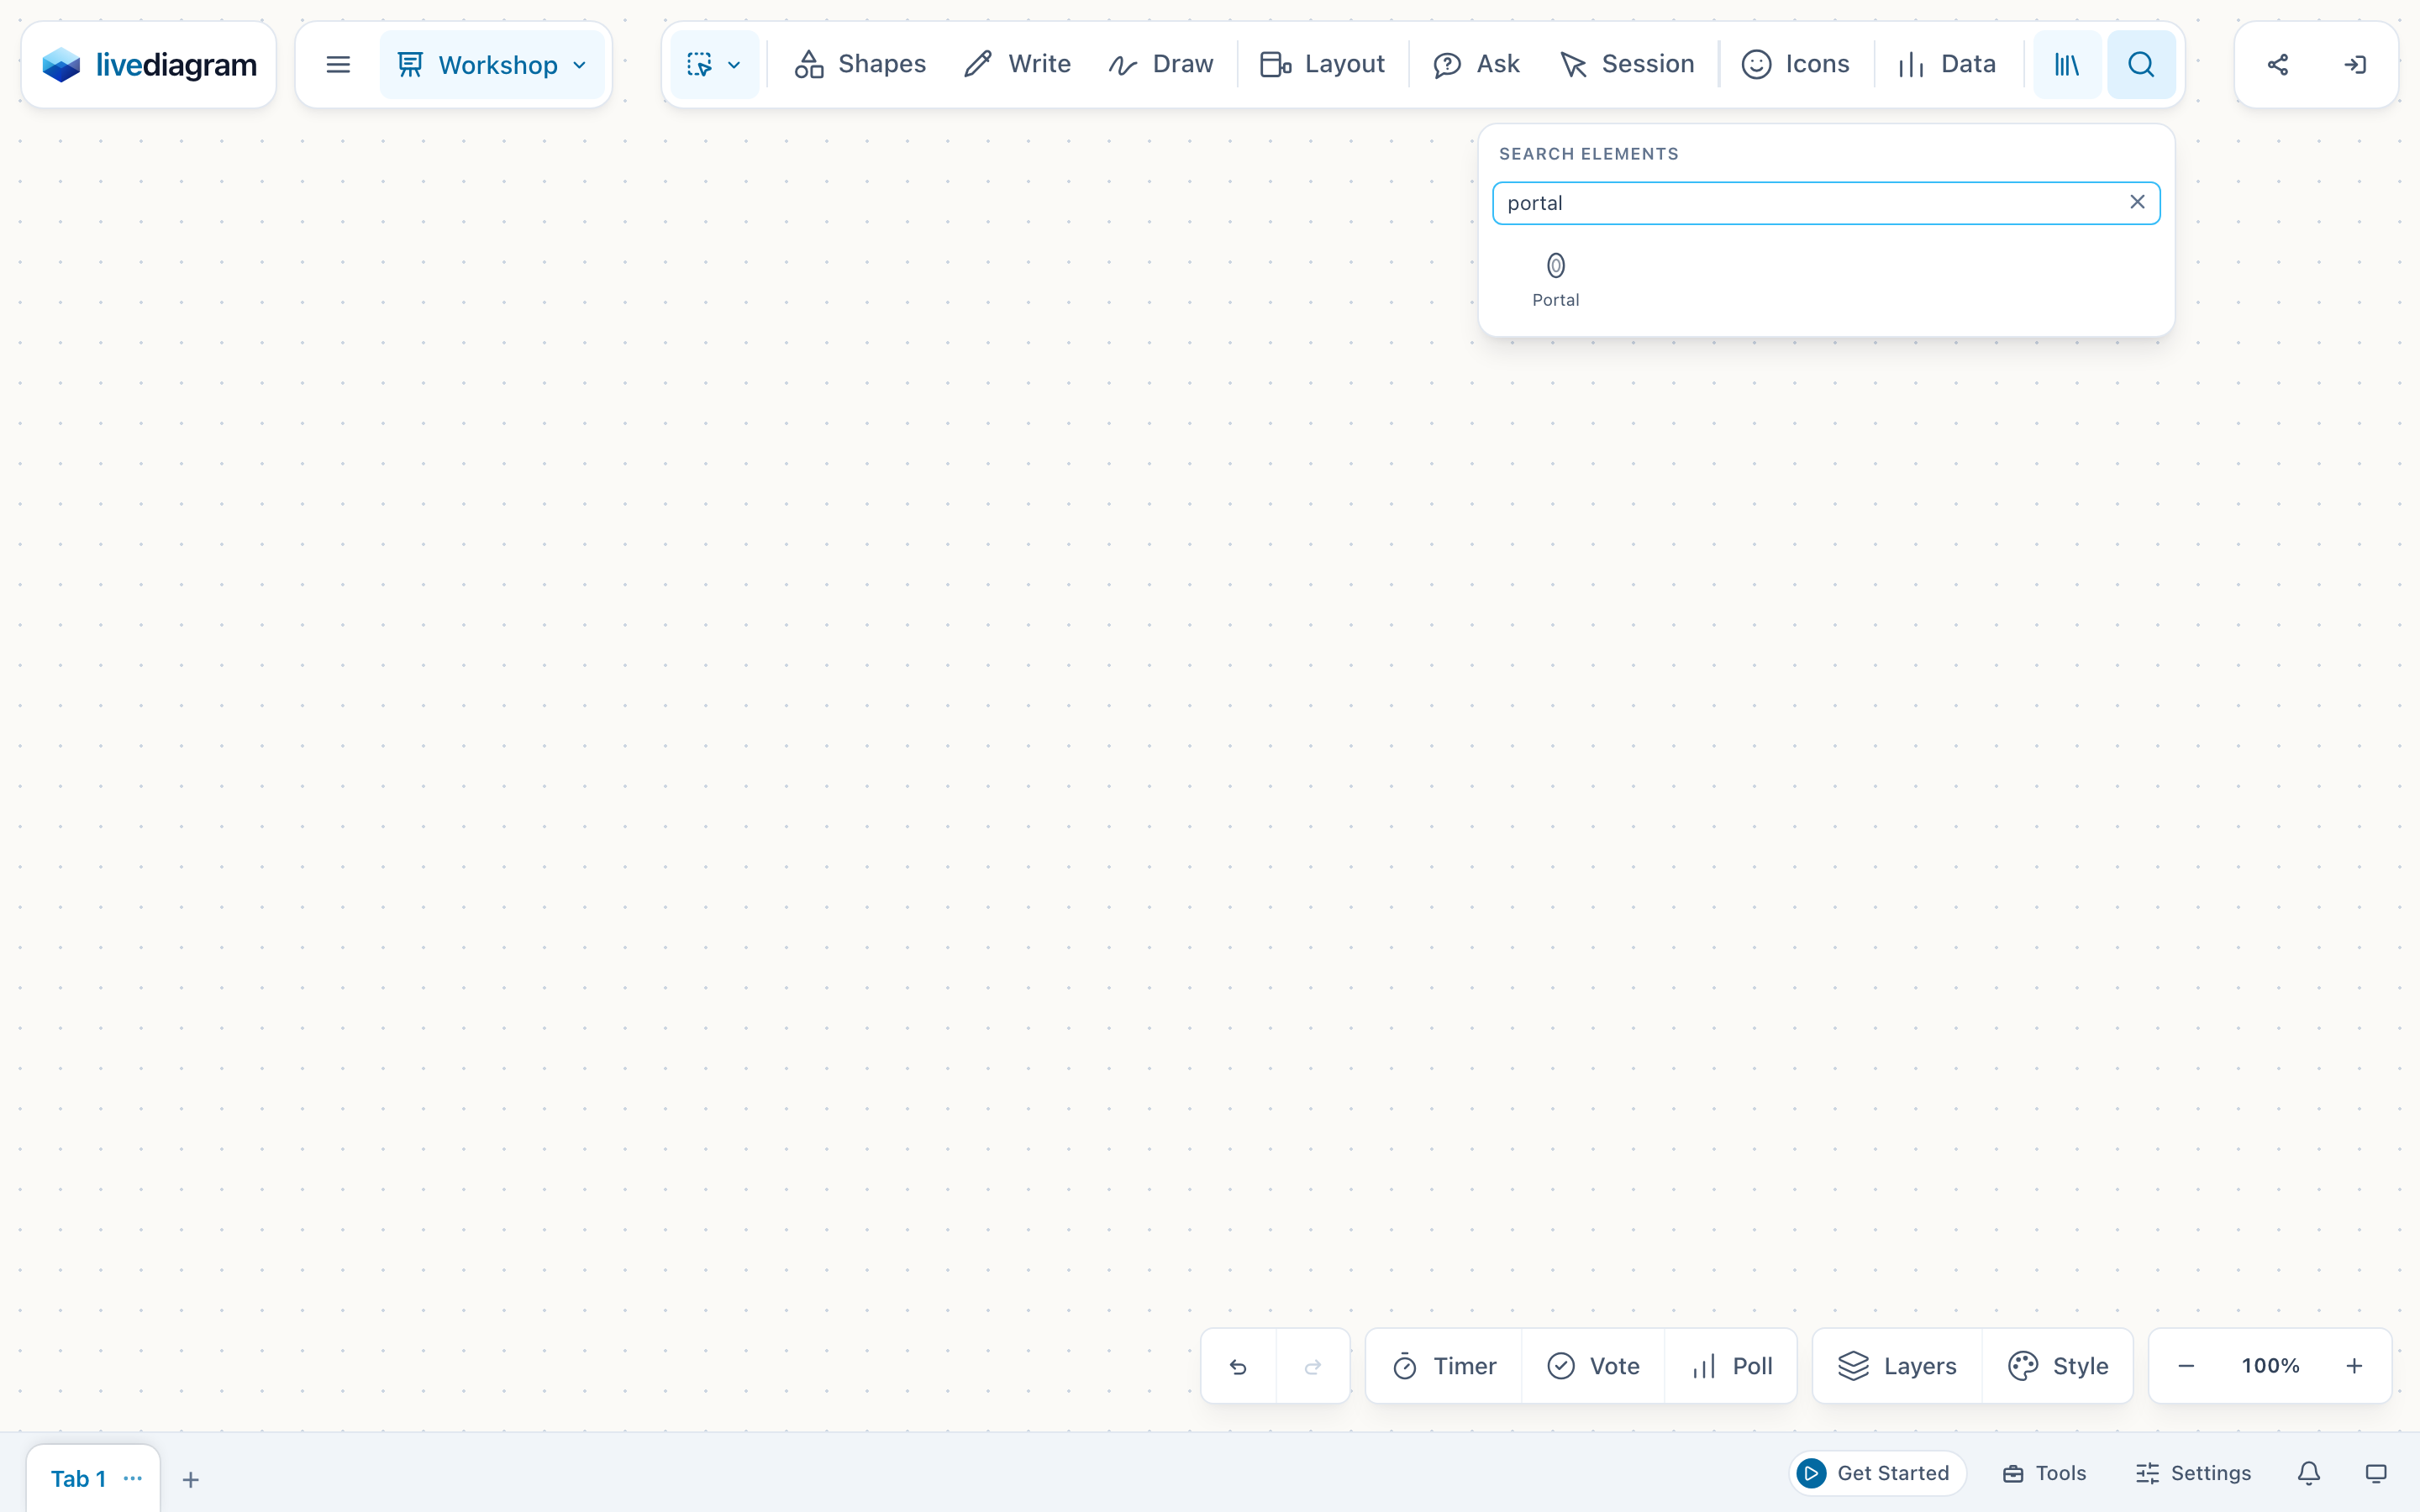 livediagram
Workshop
Shapes
Write
Draw
Layout
Ask
Session
Icons
Data
SEARCH ELEMENTS
portal
Portal
Timer
Vote
Poll
Layers
Style
100%
Tab 1
Get Started
Tools
Settings